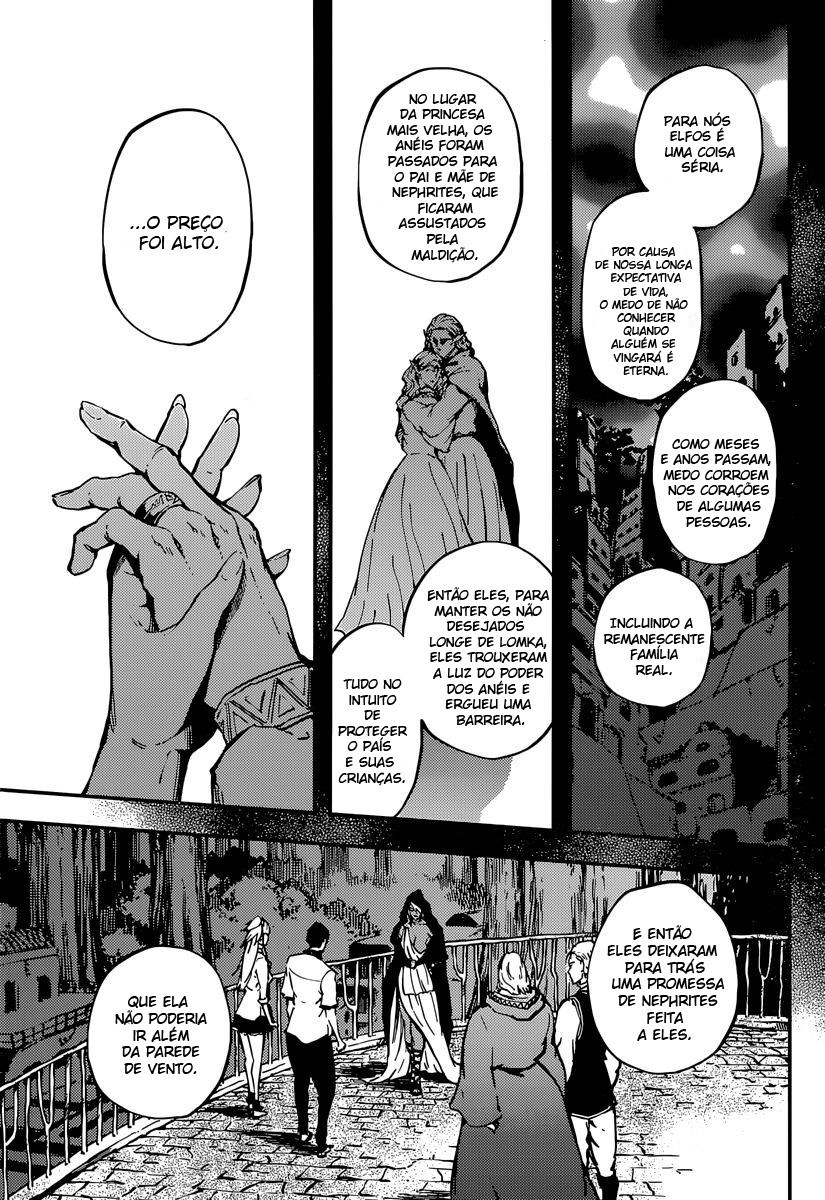 PARA NÓS
ELFOS É
UMA COISA
SÉRIA.
POR CAUSA
DE NOSSA LONGA
EXPECTATIVA
DE VIDA,
O MEDO DE NÃO
CONHECER
QUANDO
ALGUÉM SE
VINGARÁ É
ETERNA.
COMO MESES
E ANOS PASSAM,
MEDO CORROEM
NOS CORAÇÕES
DE ALGUMAS
PESSOAS.
INCLUINDO A
REMANESCENTE
FAMÍLIA
REAL.
NO LUGAR
DA PRINCESA
MAIS VELHA, OS
ANÉIS FORAM
PASSADOS PARA
O PAI E MÃE DE
NEPHRITES, QUE
FICARAM
ASSUSTADOS
PELA
MALDIÇÃO.
ENTÃO ELES, PARA
MANTER OS NÃO
DESEJADOS
LONGE DE LOMKA,
ELES TROUXERAM
A LUZ DO PODER
DOS ANÉIS E
ERGUEU UMA
BARREIRA.
TUDO NO
INTUITO
DE
PROTEGER
O PAÍS
E SUAS
CRIANÇAS.
...O PREÇO
FOI ALTO.
E ENTÃO
ELES DEIXARAM
PARA TRÁS
UMA PROMESSA
DE NEPHRITES
FEITA
A ELES.
QUE ELA
NÃO PODERIA
IR ALÉM
DA PAREDE
DE VENTO.